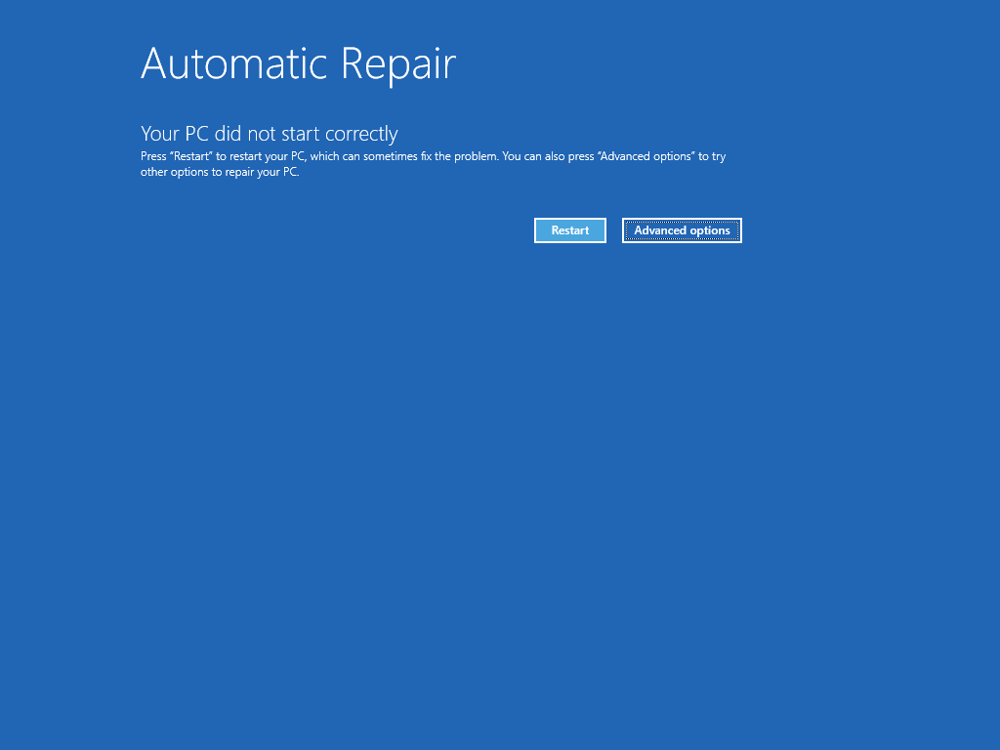 Automatic Repair
Your PC did not start correctly
Press “Restart” to restart your PC, which can sometimes fix the problem. You can also press “Advanced options” to try
other options to repair your PC.
Restart
Advanced options